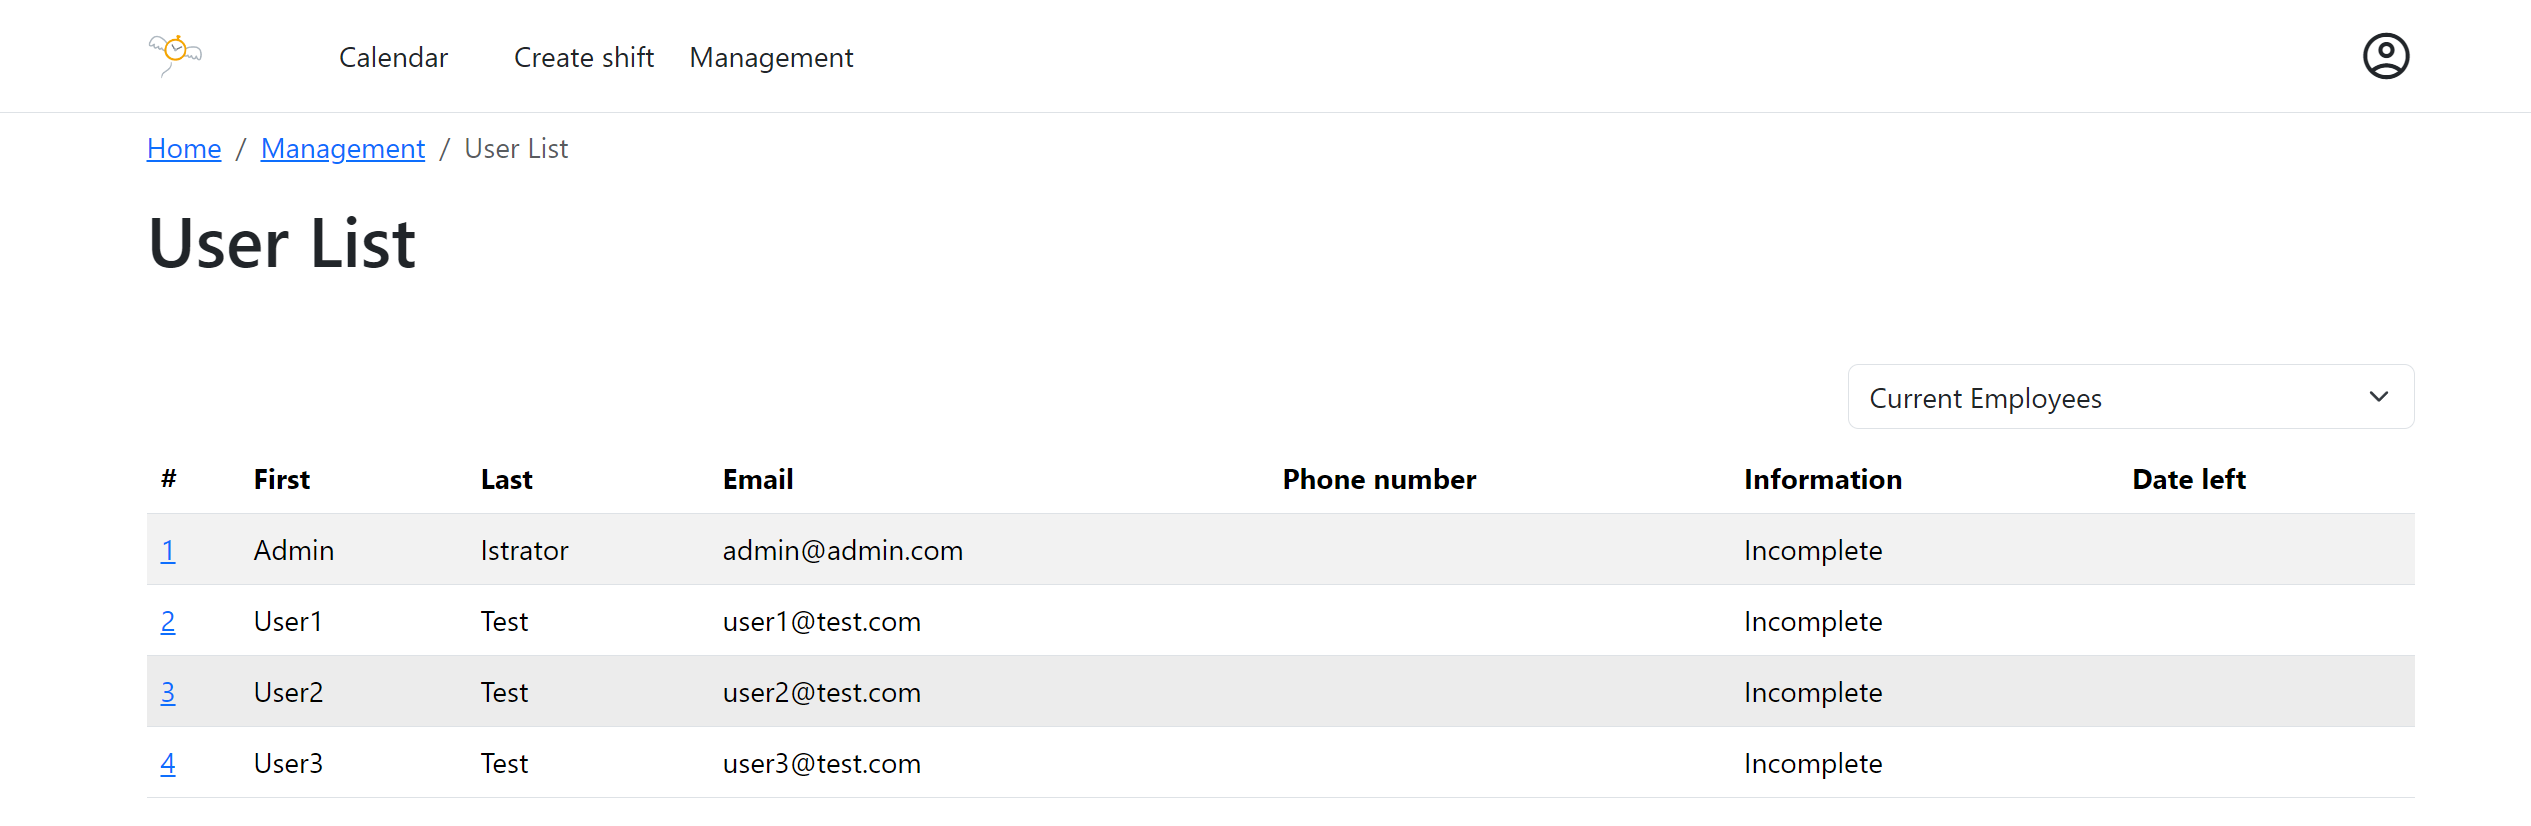 Calendar Create shift Management
Home / Management / User List
User List
Current Employees
# First Last Email Phone number Information Date left
1 Admin Istrator admin@admin.com Incomplete
2 User1 Test user1@test.com Incomplete
3 User2 Test user2@test.com Incomplete
4 User3 Test user3@test.com Incomplete